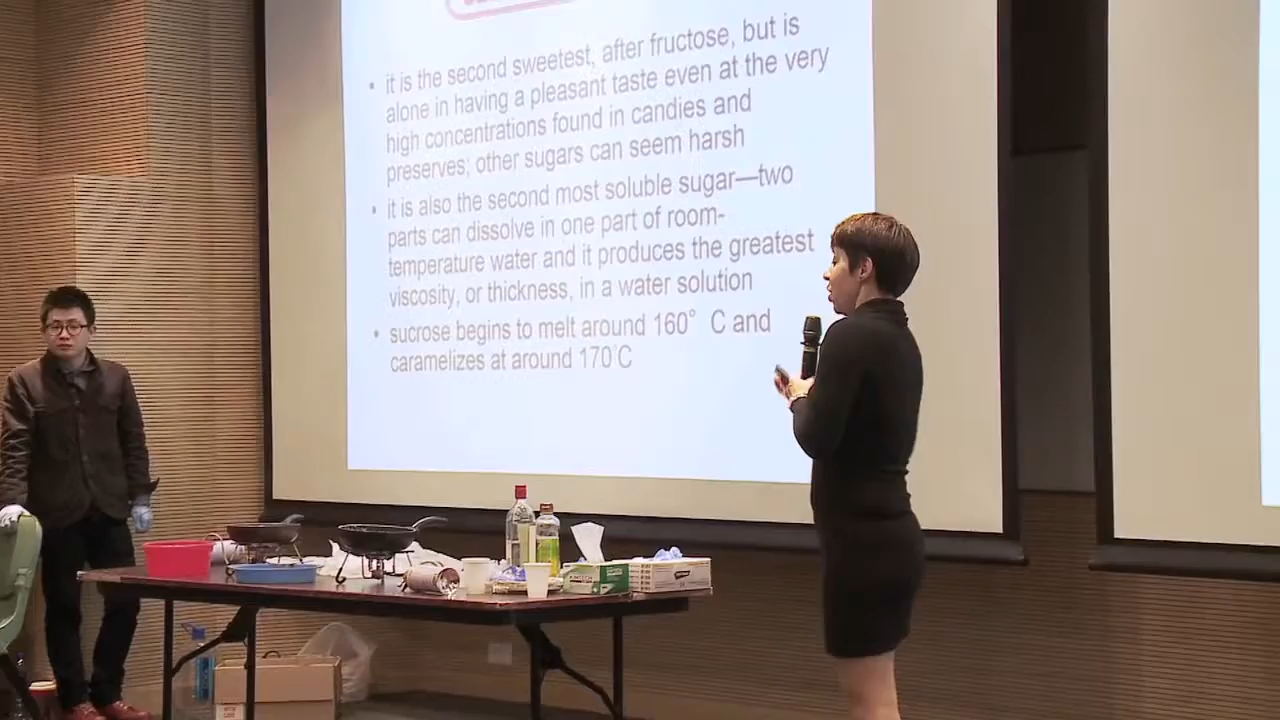 • it is the second sweetest, after fructose, but is
alone in having a pleasant taste even at the very
high concentrations found in candies and
preserves; other sugars can seem harsh
• it is also the second most soluble sugar—two
parts can dissolve in one part of room-
temperature water and it produces the greatest
viscosity, or thickness, in a water solution
• sucrose begins to melt around 160° C and
caramelizes at around 170°C